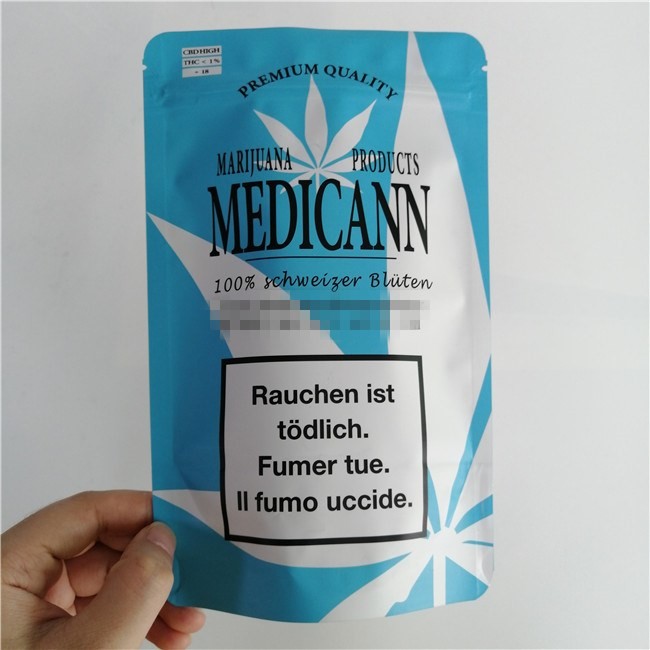 CBD HIGH
THC < 1%
+ 18
PREMIUM QUALITY
MARIJUANA PRODUCTS
MEDICANN
100% schweizer Blüten
Rauchen ist
tödlich.
Fumer tue.
Il fumo uccide.